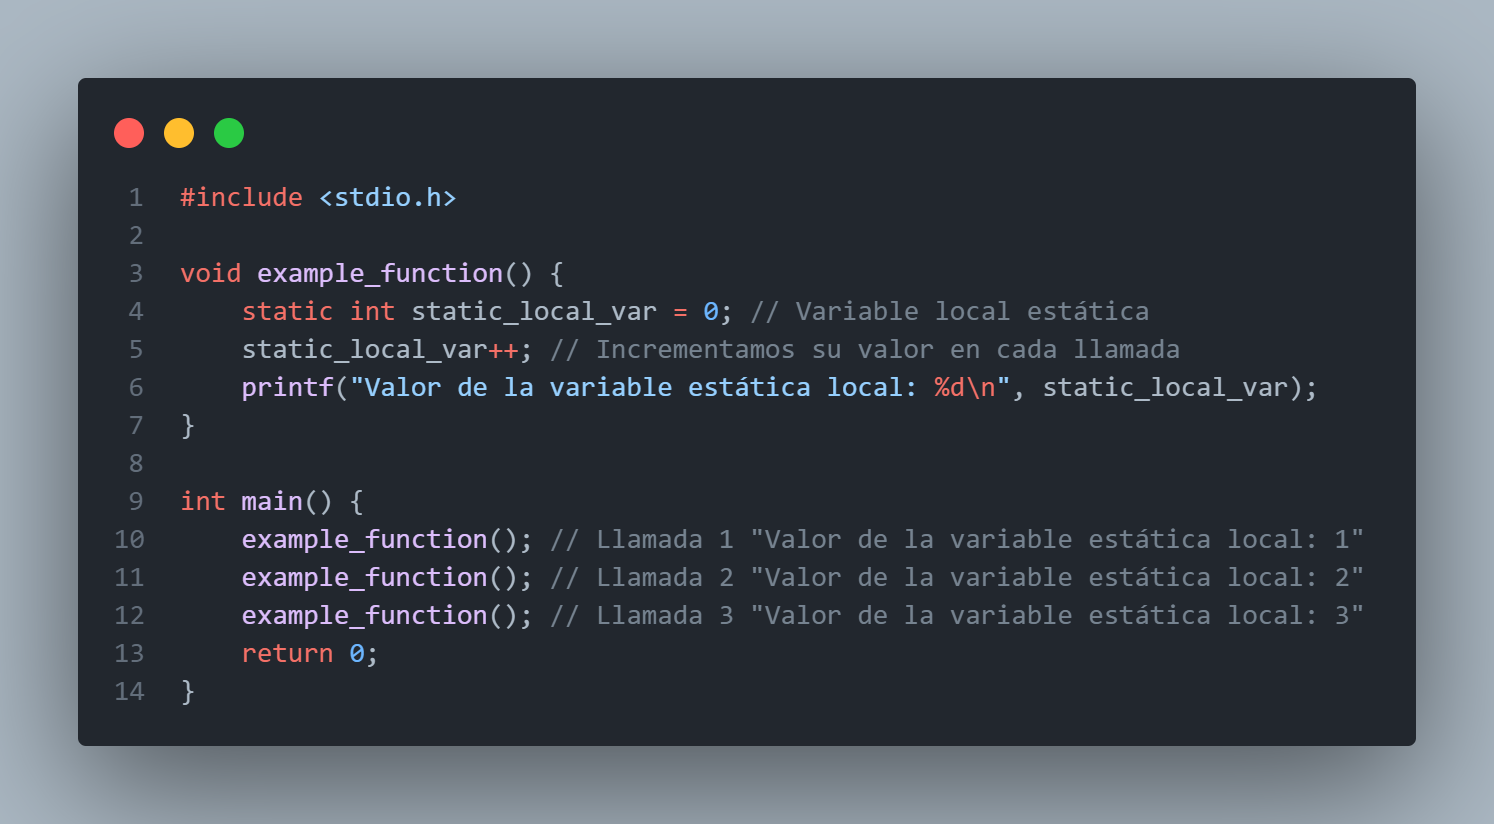 1 #include <stdio.h>
2
3 void example_function() {
4     static int static_local_var = 0; // Variable local estática
5     static_local_var++; // Incrementamos su valor en cada llamada
6     printf("Valor de la variable estática local: %d\n", static_local_var);
7 }
8
9 int main() {
10     example_function(); // Llamada 1 "Valor de la variable estática local: 1"
11     example_function(); // Llamada 2 "Valor de la variable estática local: 2"
12     example_function(); // Llamada 3 "Valor de la variable estática local: 3"
13     return 0;
14 }